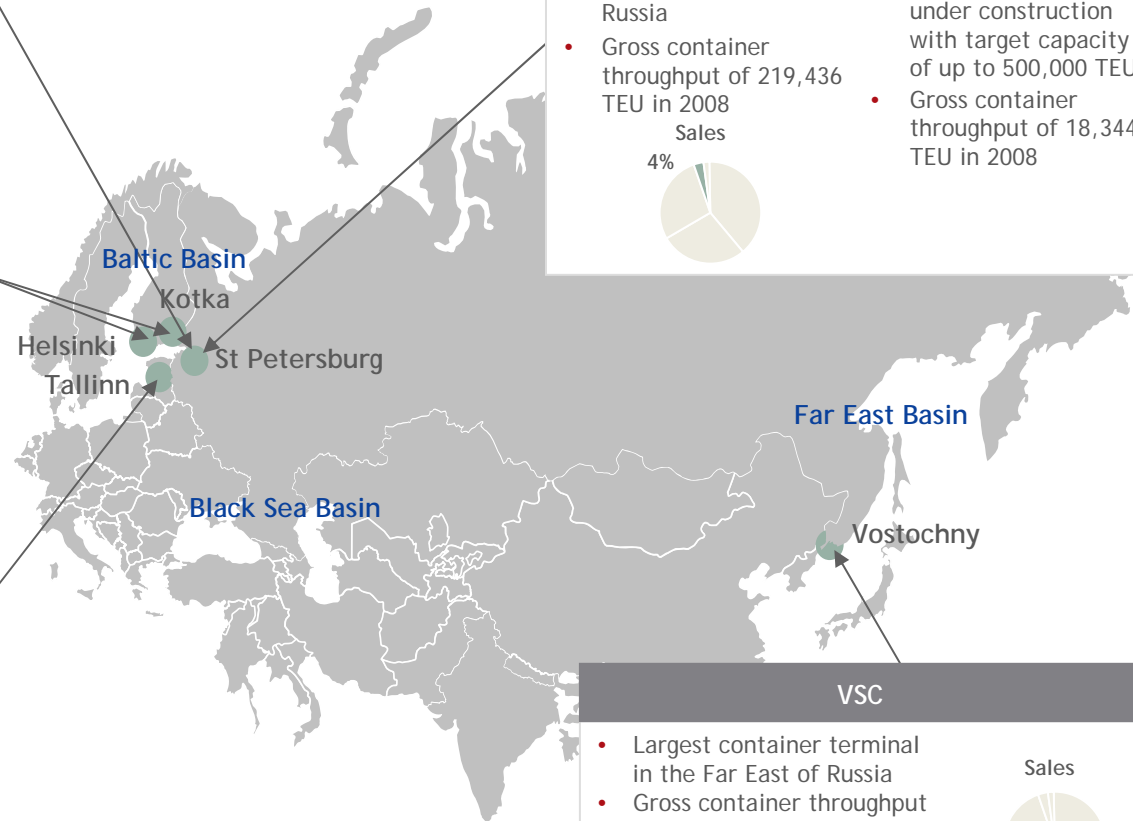 Russia
• Gross container
throughput of 219,436
TEU in 2008
Sales
4%
under construction
with target capacity
of up to 500,000 TEU
• Gross container
throughput of 18,344
TEU in 2008
Baltic Basin
Kotka
Helsinki
St Petersburg
Tallinn
Far East Basin
Black Sea Basin
Vostochny
VSC
• Largest container terminal
in the Far East of Russia
• Gross container throughput
Sales